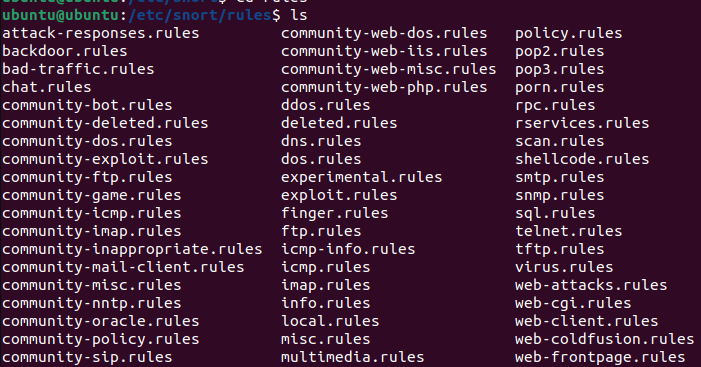 ubuntu@ubuntu:/etc/snort/rules$ ls
attack-responses.rules community-web-dos.rules policy.rules
backdoor.rules community-web-iis.rules pop2.rules
bad-traffic.rules community-web-misc.rules pop3.rules
chat.rules community-web-php.rules porn.rules
community-bot.rules ddos.rules rpc.rules
community-deleted.rules deleted.rules rservices.rules
community-dos.rules dns.rules scan.rules
community-exploit.rules dos.rules shellcode.rules
community-ftp.rules experimental.rules smtp.rules
community-game.rules exploit.rules snmp.rules
community-icmp.rules finger.rules sql.rules
community-imap.rules ftp.rules telnet.rules
community-inappropriate.rules icmp-info.rules tftp.rules
community-mail-client.rules icmp.rules virus.rules
community-misc.rules imap.rules web-attacks.rules
community-nntp.rules info.rules web-cgi.rules
community-oracle.rules local.rules web-client.rules
community-policy.rules misc.rules web-coldfusion.rules
community-sip.rules multimedia.rules web-frontpage.rules